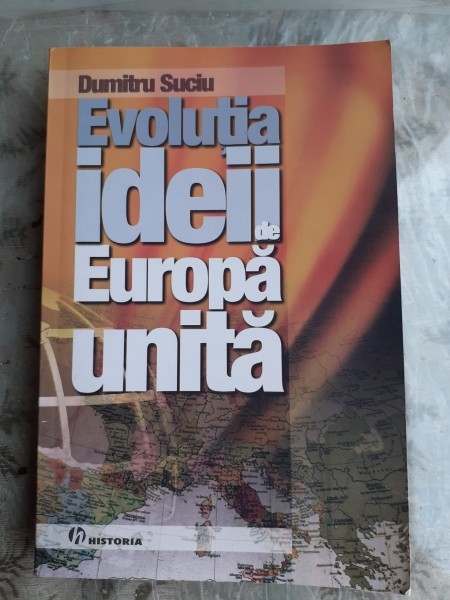 Dumitru Suciu
Evoluția
ideii
de
Europă
unită
h HISTORIA